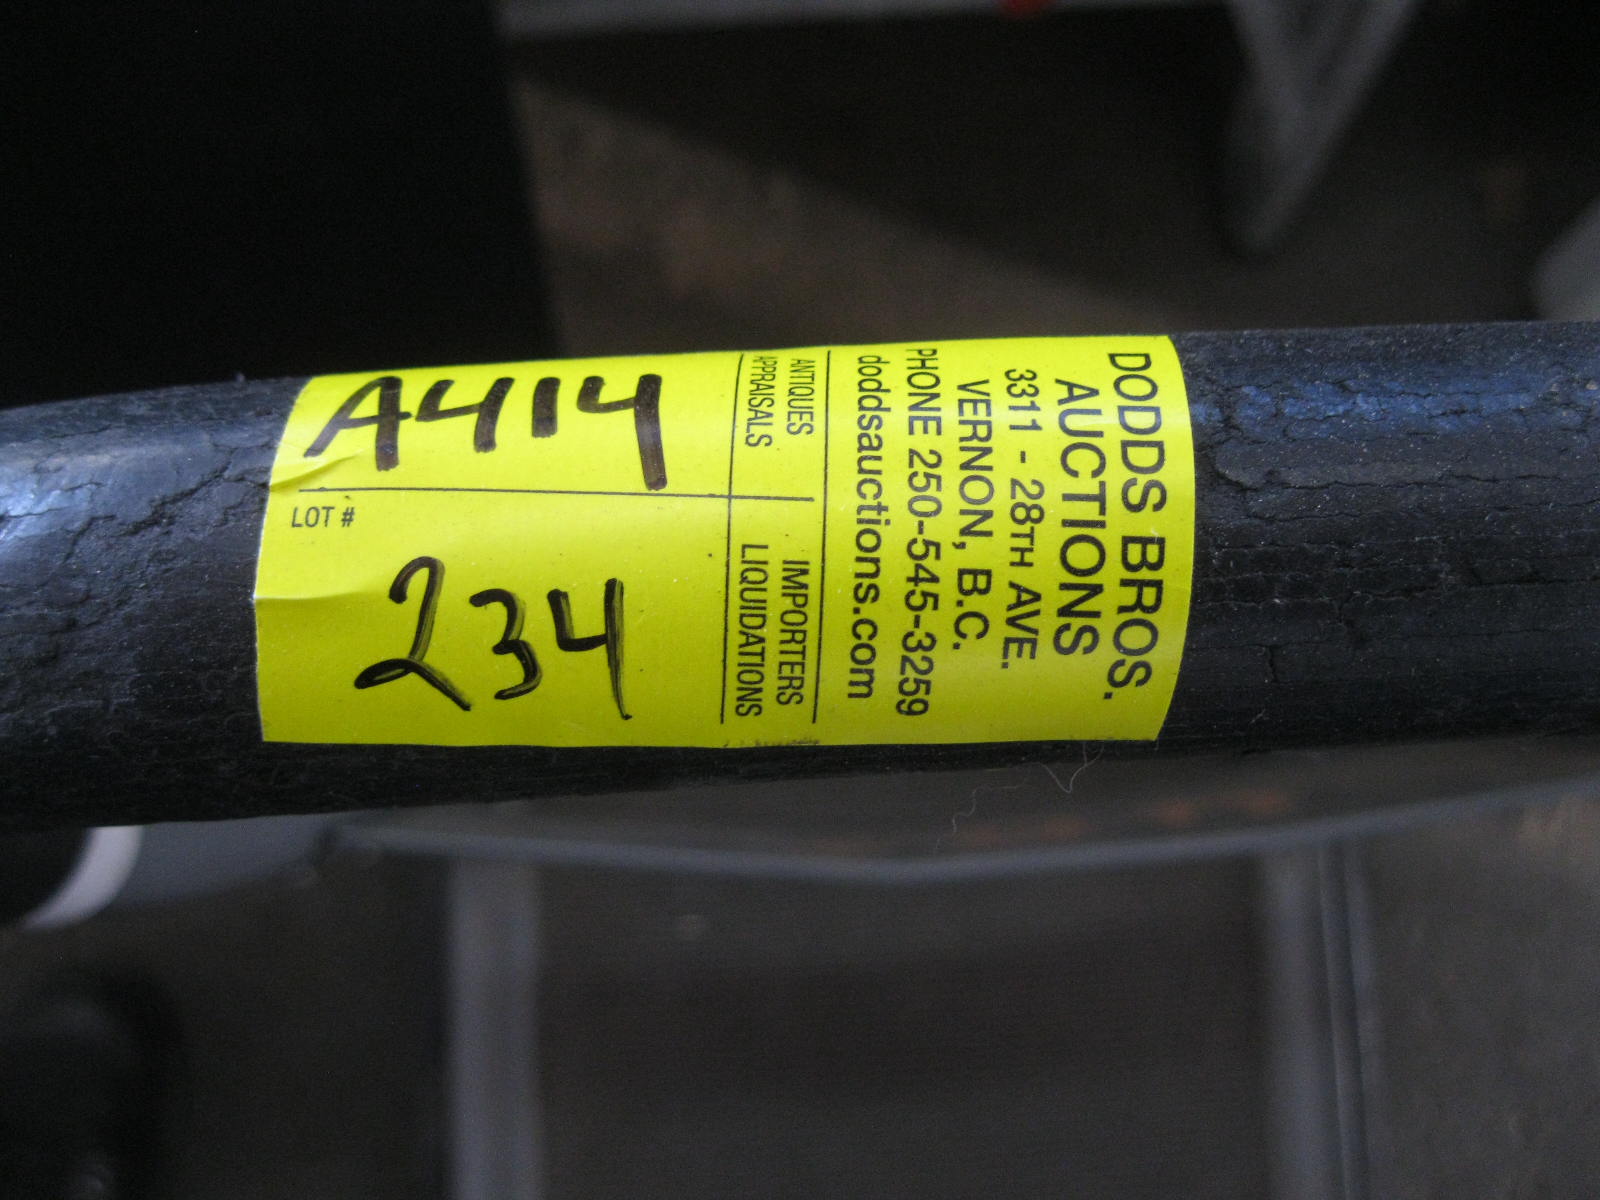 DODDS BROS.
AUCTIONS
3311 - 28TH AVE.
VERNON, B.C.
PHONE 250-545-3259
doddsauctions.com
ANTIQUES
APPRAISALS
IMPORTERS
LIQUIDATIONS
A414
LOT #
234